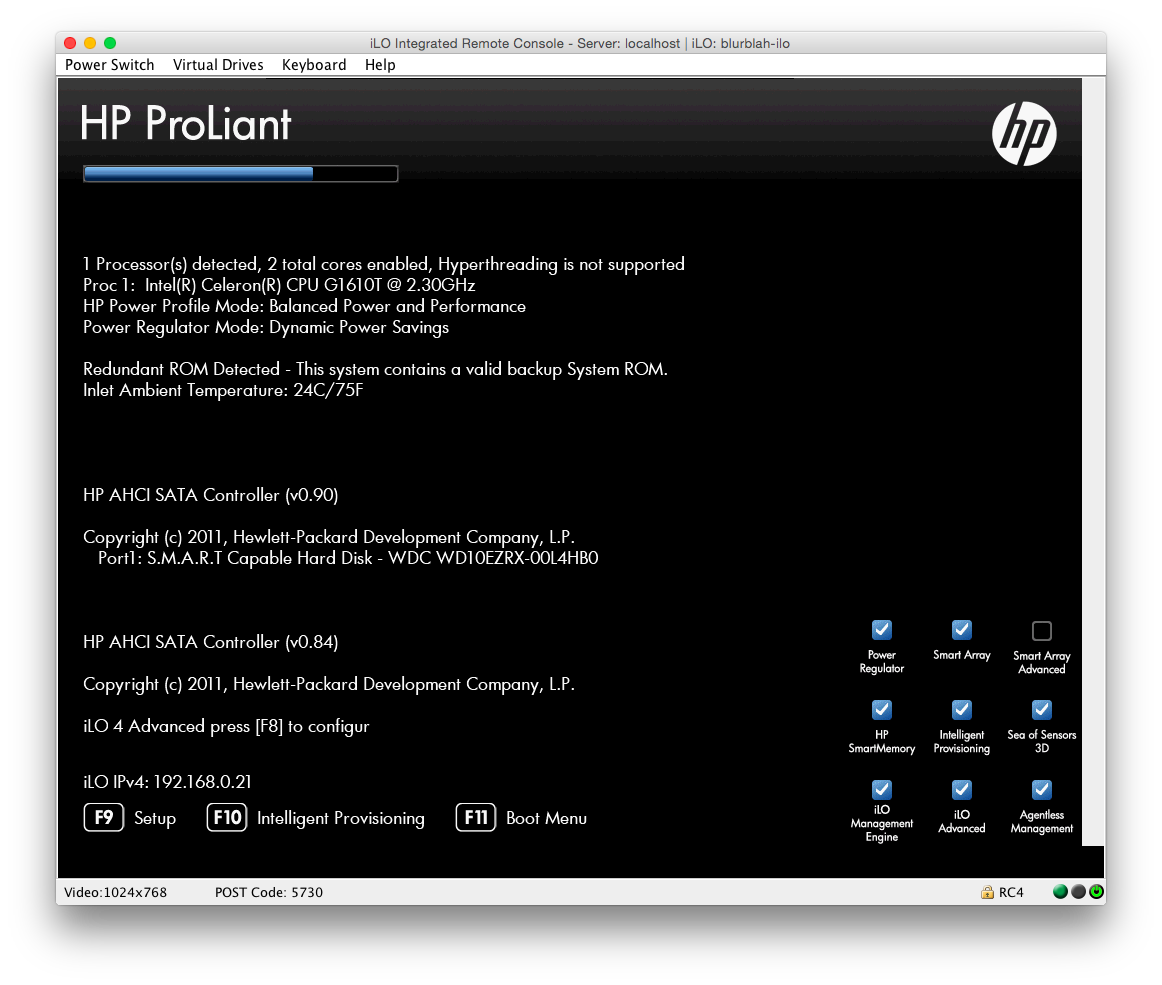 iLO Integrated Remote Console - Server: localhost | iLO: blurblah-ilo
Power Switch Virtual Drives Keyboard Help
HP ProLiant
hp
1 Processor(s) detected, 2 total cores enabled, Hyperthreading is not supported
Proc 1: Intel(R) Celeron(R) CPU G1610T @ 2.30GHz
HP Power Profile Mode: Balanced Power and Performance
Power Regulator Mode: Dynamic Power Savings
Redundant ROM Detected - This system contains a valid backup System ROM.
Inlet Ambient Temperature: 24C/75F
HP AHCI SATA Controller (v0.90)
Copyright (c) 2011, Hewlett-Packard Development Company, L.P.
Port1: S.M.A.R.T Capable Hard Disk - WDC WD10EZRX-00L4HB0
HP AHCI SATA Controller (v0.84)
Copyright (c) 2011, Hewlett-Packard Development Company, L.P.
iLO 4 Advanced press [F8] to configur
iLO IPv4: 192.168.0.21
F9 Setup F10 Intelligent Provisioning F11 Boot Menu
Power
Regulator
Smart Array
Smart Array
Advanced
HP
SmartMemory
Intelligent
Provisioning
Sea of Sensors
3D
iLO
Management
Engine
iLO
Advanced
Agentless
Management
Video:1024x768 POST Code: 5730 RC4